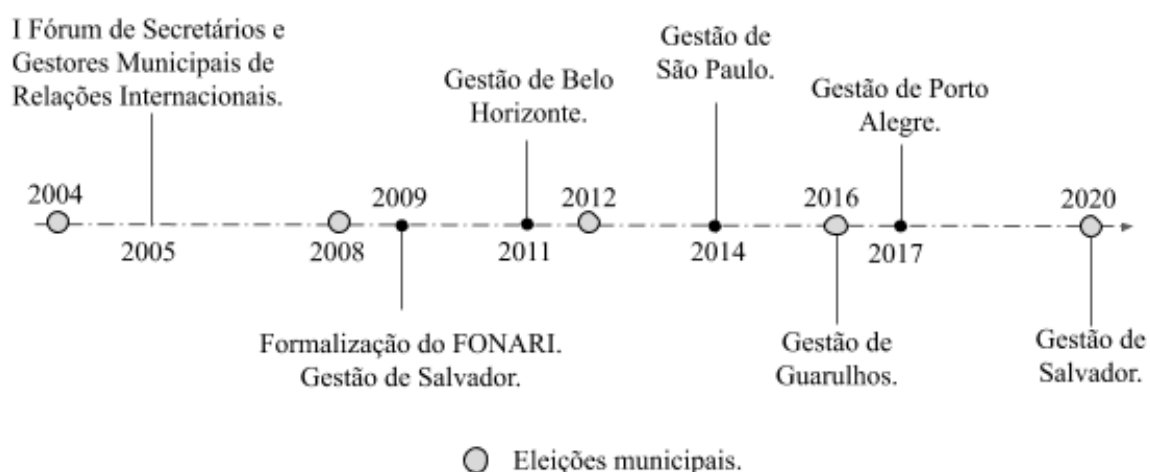 I Fórum de Secretários e
Gestores Municipais de
Relações Internacionais.
Gestão de Belo
Horizonte.
Gestão de
São Paulo.
Gestão de Porto
Alegre.
2004
2005
2008
2009
2011
2012
2014
2016
2017
2020
Formalização do FONARI.
Gestão de Salvador.
Gestão de
Guarulhos.
Gestão de
Salvador.
Eleições municipais.